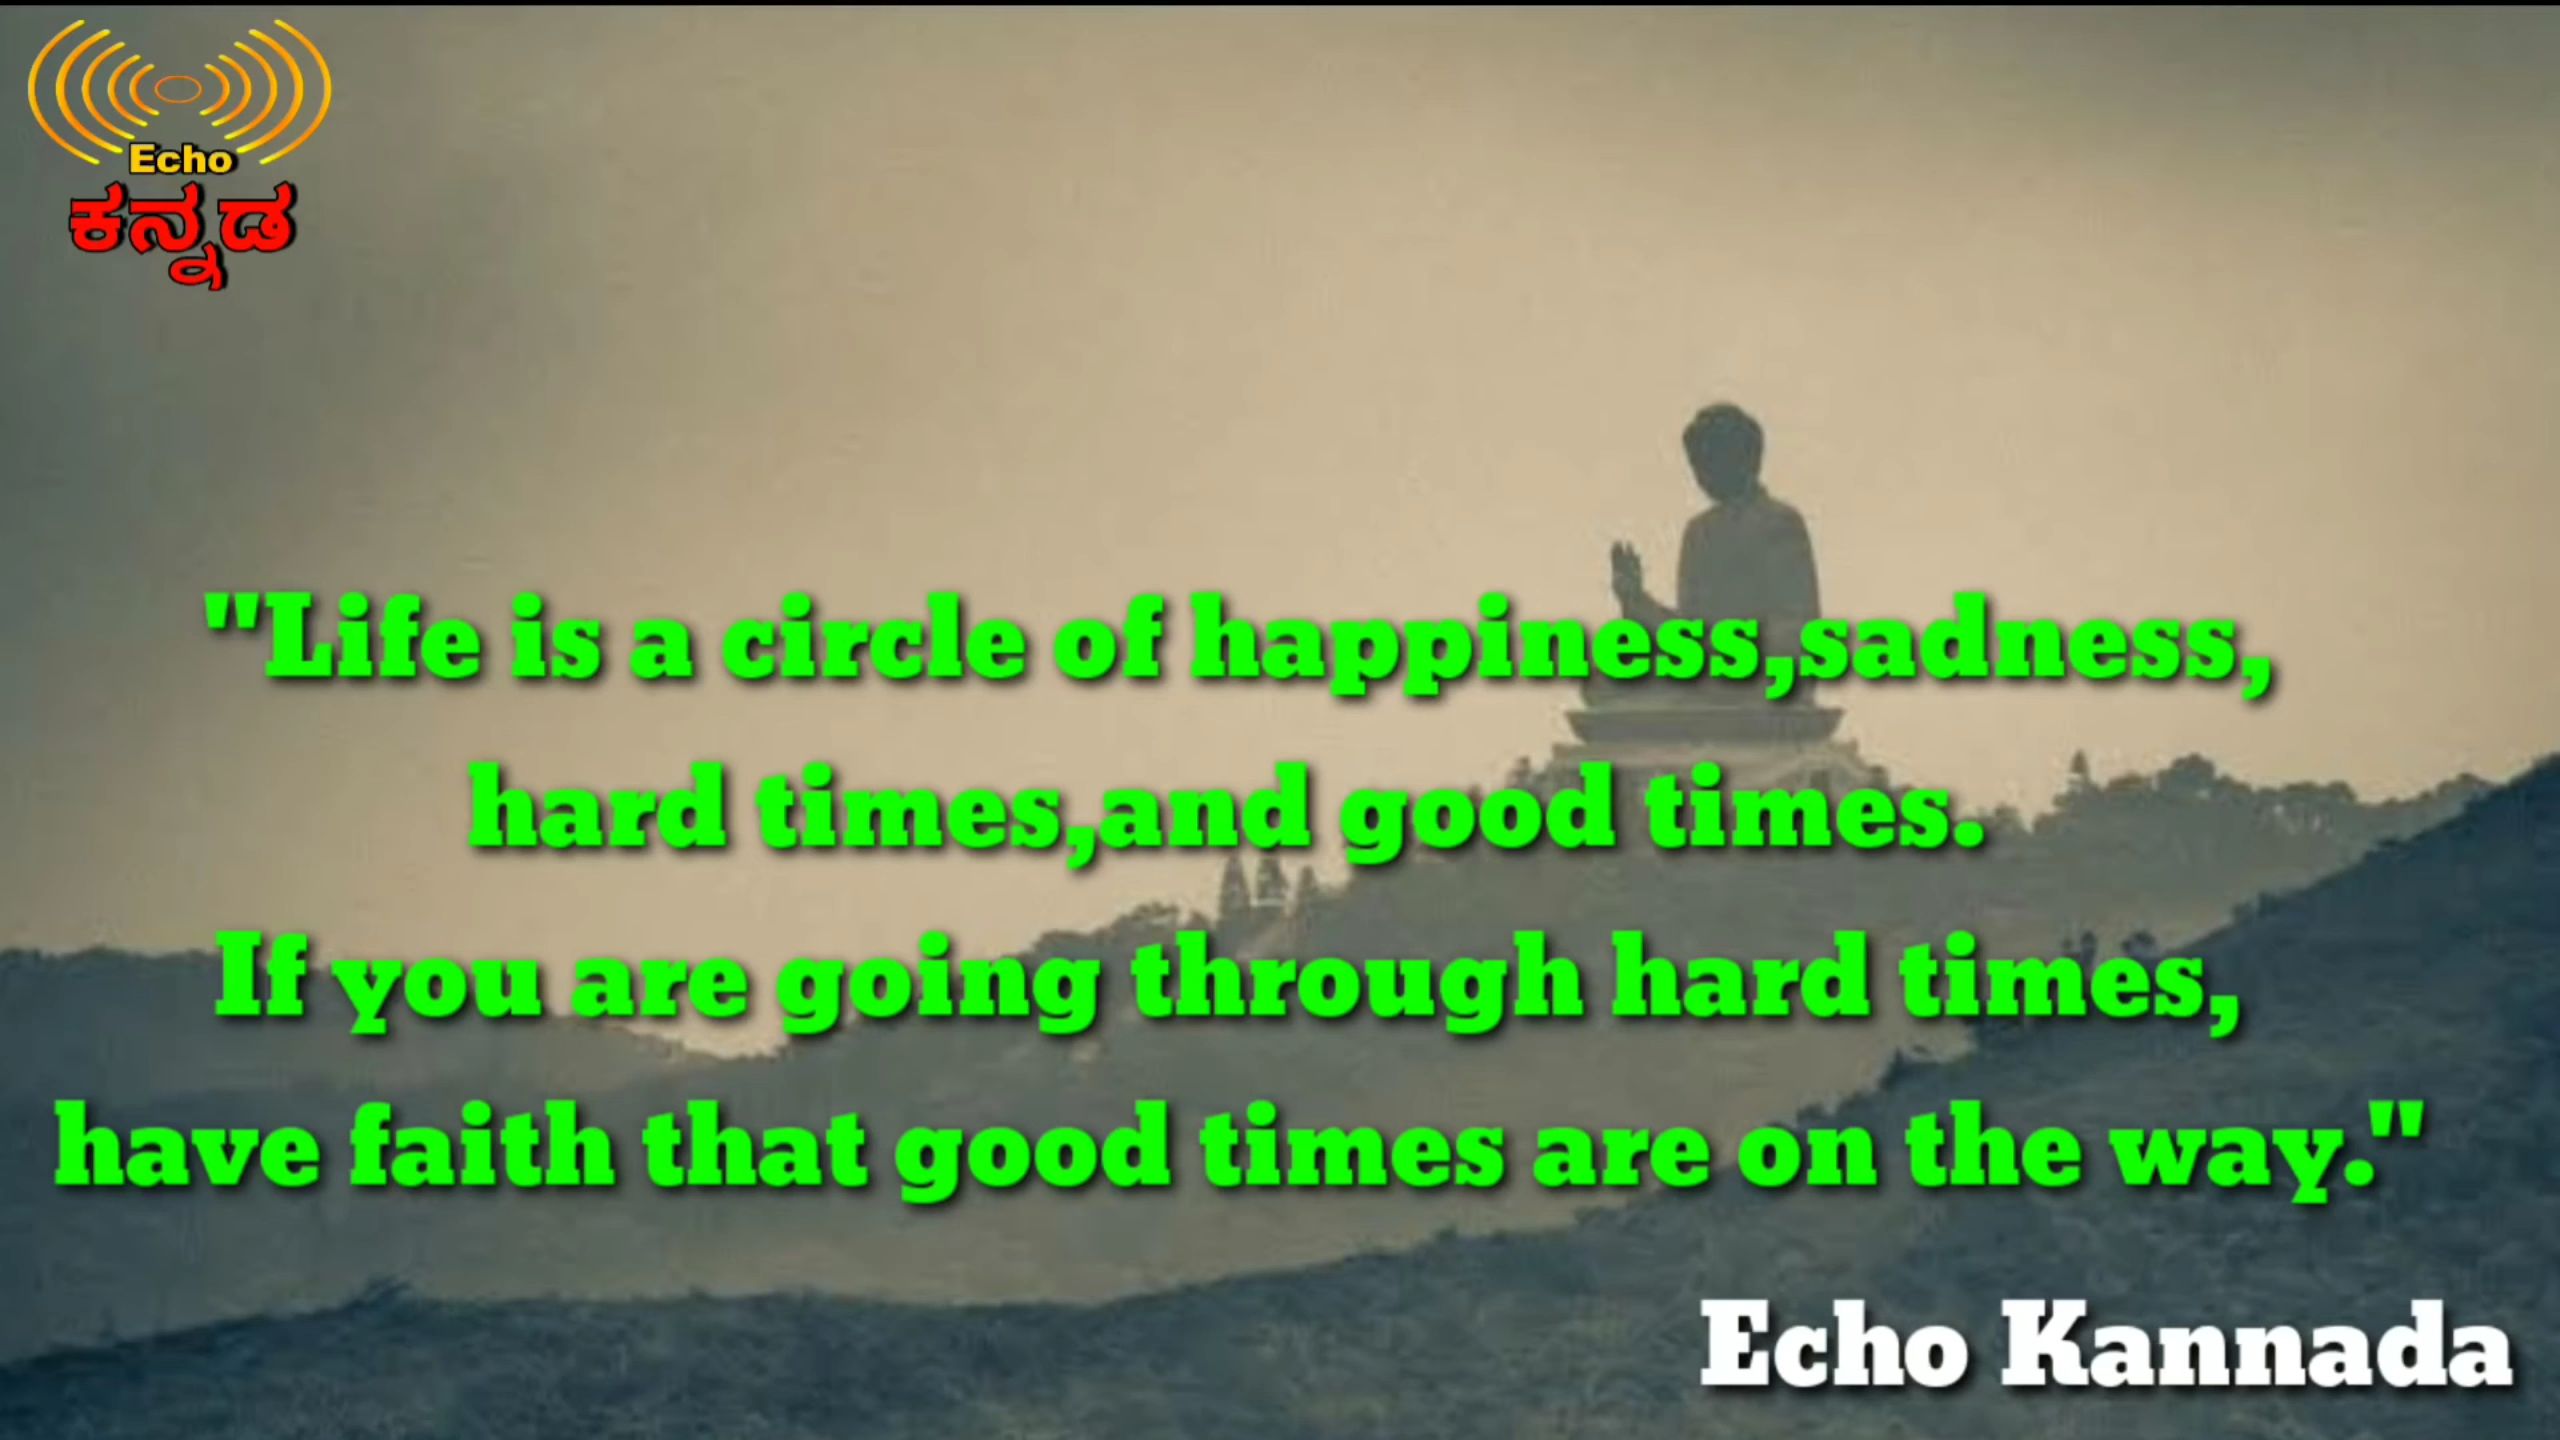 Echo
ಕನ್ನಡ
"Life is a circle of happiness,sadness,
hard times,and good times.
If you are going through hard times,
have faith that good times are on the way."
Echo Kannada